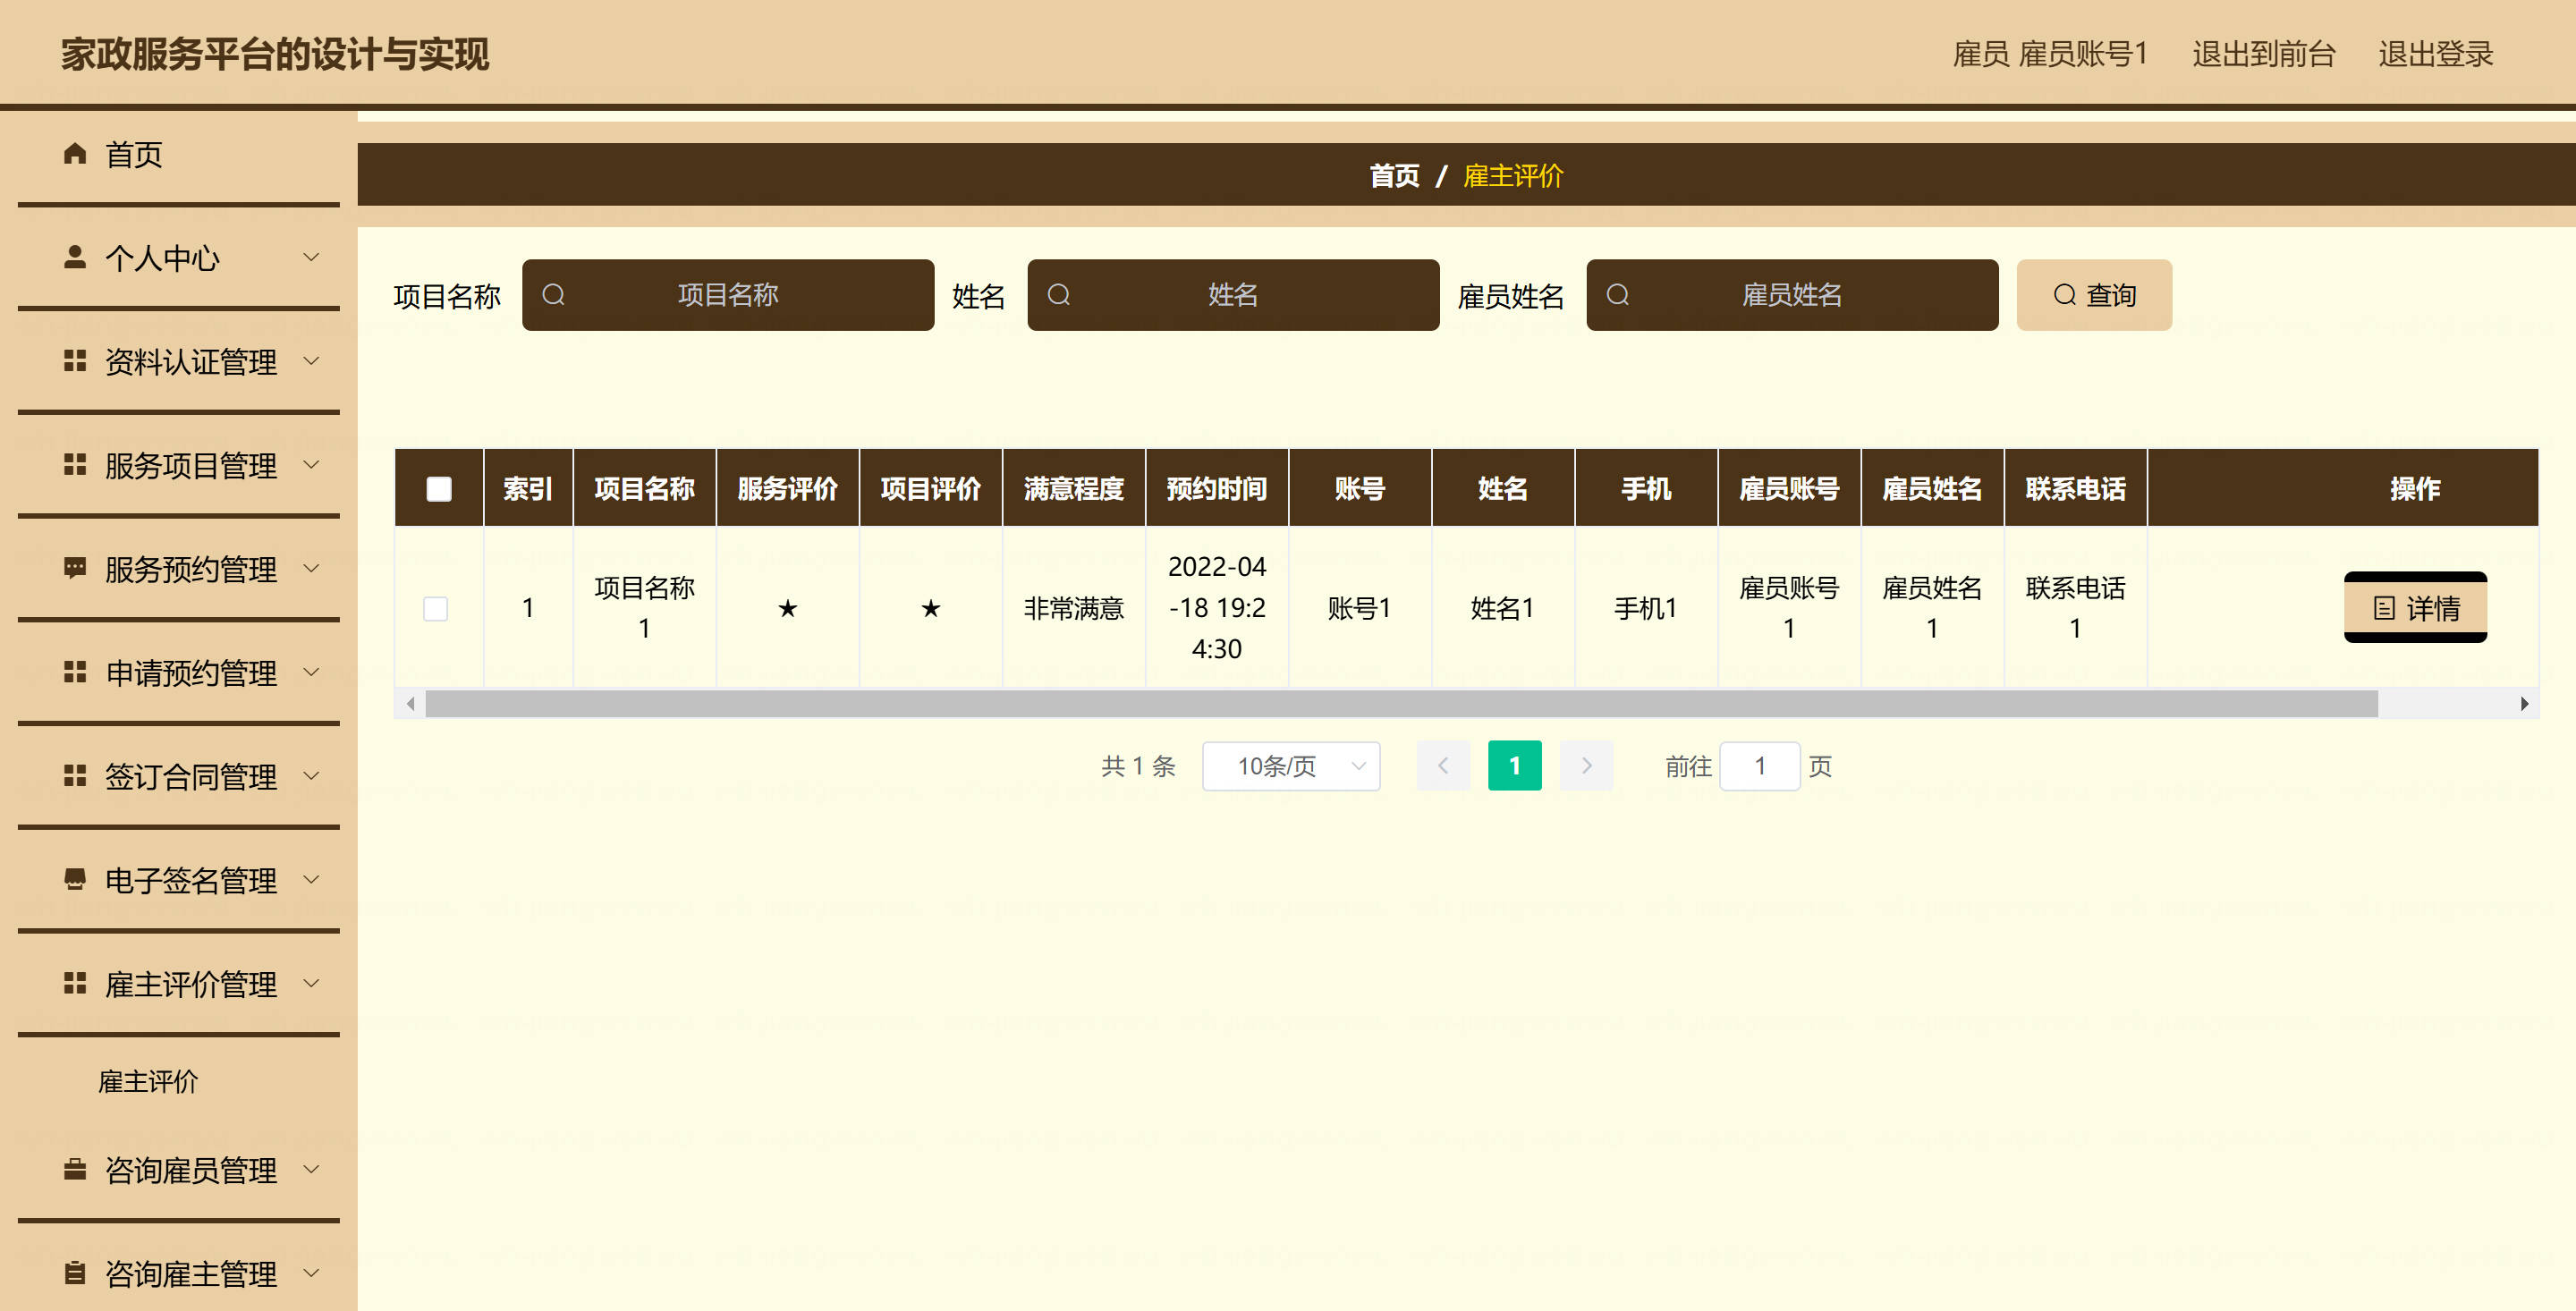 家政服务平台的设计与实现
雇员 雇员账号1 退出到前台 退出登录
首页
个人中心
资料认证管理
服务项目管理
服务预约管理
申请预约管理
签订合同管理
电子签名管理
雇主评价管理
雇主评价
咨询雇员管理
咨询雇主管理
首页 / 雇主评价
项目名称 项目名称 姓名 姓名 雇员姓名 雇员姓名 查询
索引 项目名称 服务评价 项目评价 满意程度 预约时间 账号 姓名 手机 雇员账号 雇员姓名 联系电话 操作
1 项目名称1 ★ ★ 非常满意 2022-04-18 19:24:30 账号1 姓名1 手机1 雇员账号1 雇员姓名1 联系电话1 详情
共 1 条 10条/页 1 前往 1 页